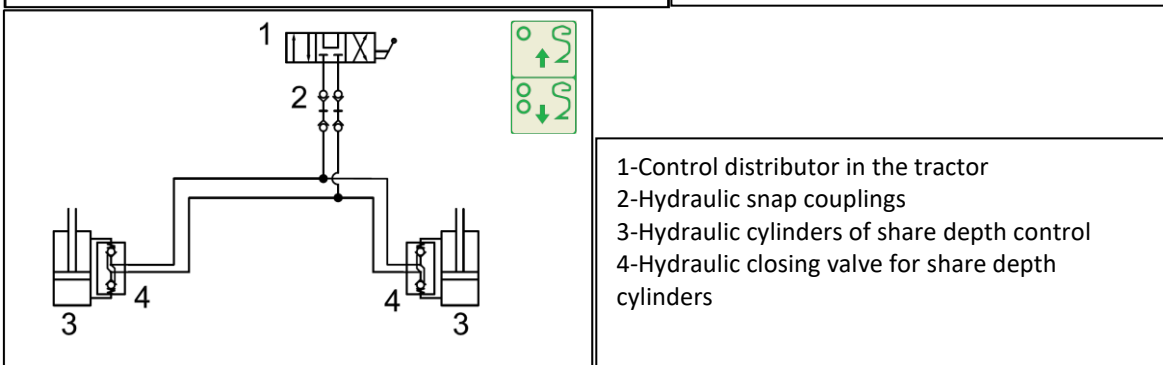 1
2
4
3
4
3
1-Control distributor in the tractor
2-Hydraulic snap couplings
3-Hydraulic cylinders of share depth control
4-Hydraulic closing valve for share depth
cylinders